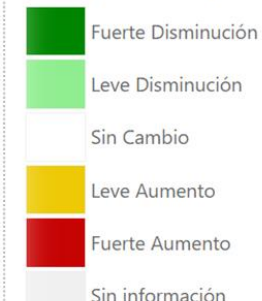 Fuerte Disminución
Leve Disminución
Sin Cambio
Leve Aumento
Fuerte Aumento
Sin información